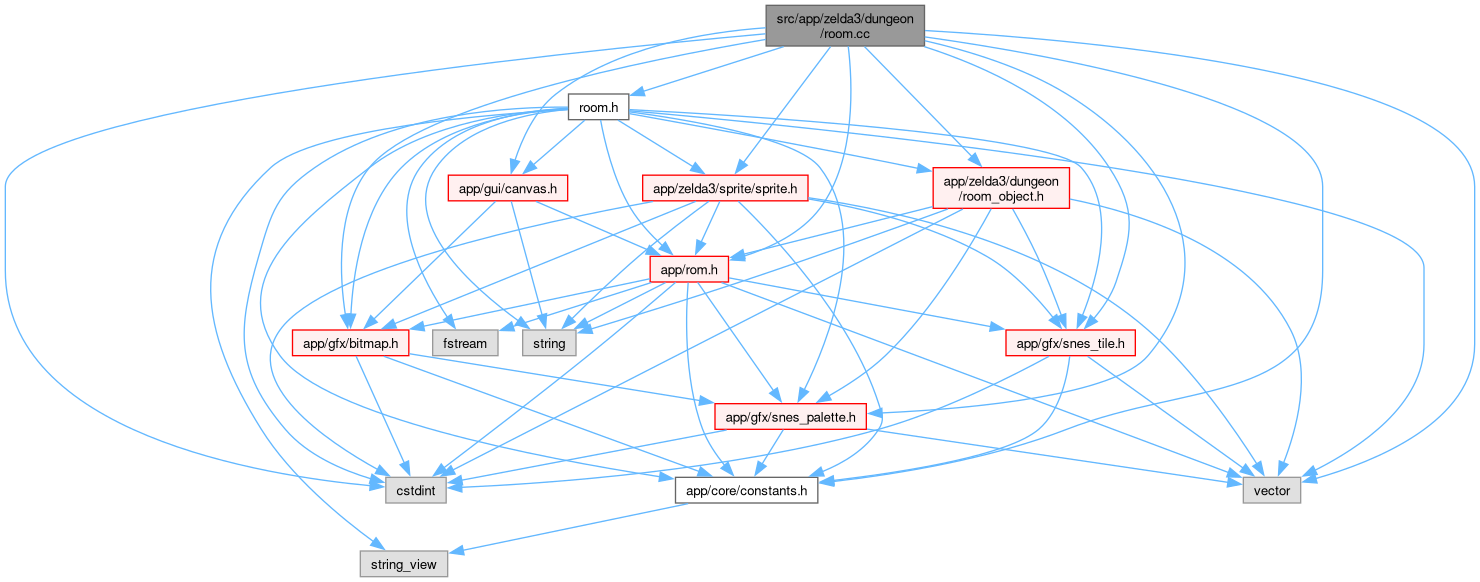 src/app/zelda3/dungeon
/room.cc
room.h
app/gui/canvas.h
app/zelda3/sprite/sprite.h
app/zelda3/dungeon
/room_object.h
app/rom.h
app/gfx/bitmap.h
fstream
string
app/gfx/snes_tile.h
app/gfx/snes_palette.h
cstdint
app/core/constants.h
vector
string_view